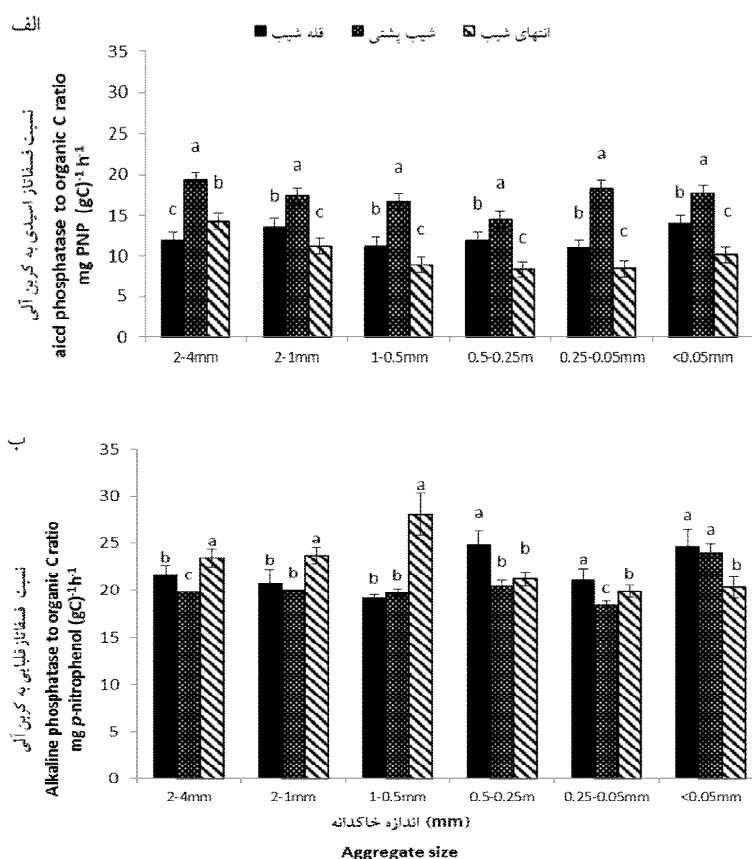 الف
قله شیب شیب پشتی انتهای شیب
نسبت فسفاتاز اسیدی به کربن آلی
aicd phosphatase to organic C ratio
mg PNP (gC)-1 h-1
35
30
25
20
15
10
5
0
c a b
b a c
b a c
b a c
b a c
b a c
2-4mm 2-1mm 1-0.5mm 0.5-0.25mm 0.25-0.05mm <0.05mm
ب
نسبت فسفاتاز قلیایی به کربن آلی
Alkaline phosphatase to organic C ratio
mg p-nitrophenol (gC)-1h-1
35
30
25
20
15
10
5
0
b c a
b b a
b b a
a b b
a c b
a a b
2-4mm 2-1mm 1-0.5mm 0.5-0.25m 0.25-0.05mm <0.05mm
اندازه خاکدانه (mm)
Aggregate size